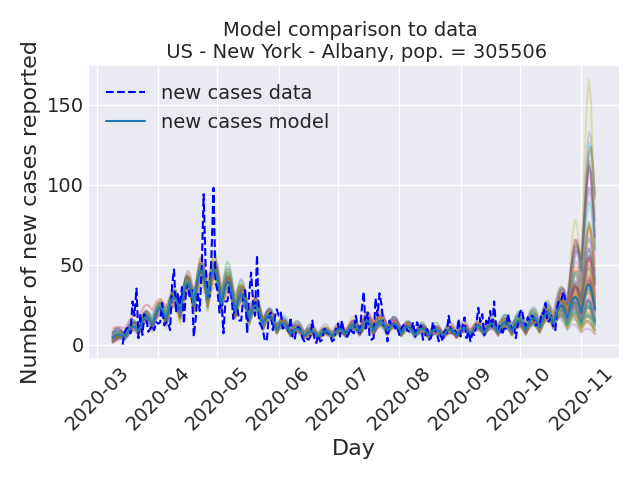 Model comparison to data
US - New York - Albany, pop. = 305506
Number of new cases reported
150
100
50
0
new cases data
new cases model
2020-03
2020-04
2020-05
2020-06
2020-07
2020-08
2020-09
2020-10
2020-11
Day